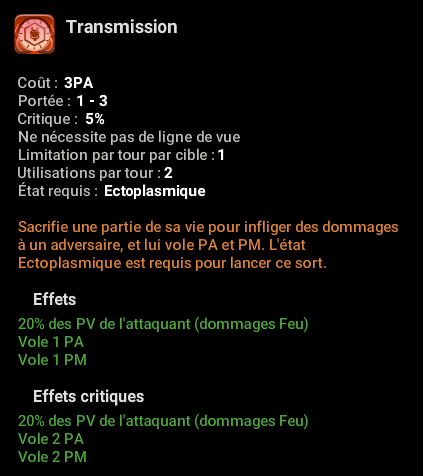 Transmission
Coût : 3PA
Portée : 1 - 3
Critique : 5%
Ne nécessite pas de ligne de vue
Limitation par tour par cible : 1
Utilisations par tour : 2
État requis : Ectoplasmique
Sacrifie une partie de sa vie pour infliger des dommages
à un adversaire, et lui vole PA et PM. L'état
Ectoplasmique est requis pour lancer ce sort.
Effets
20% des PV de l'attaquant (dommages Feu)
Vole 1 PA
Vole 1 PM
Effets critiques
20% des PV de l'attaquant (dommages Feu)
Vole 2 PA
Vole 2 PM